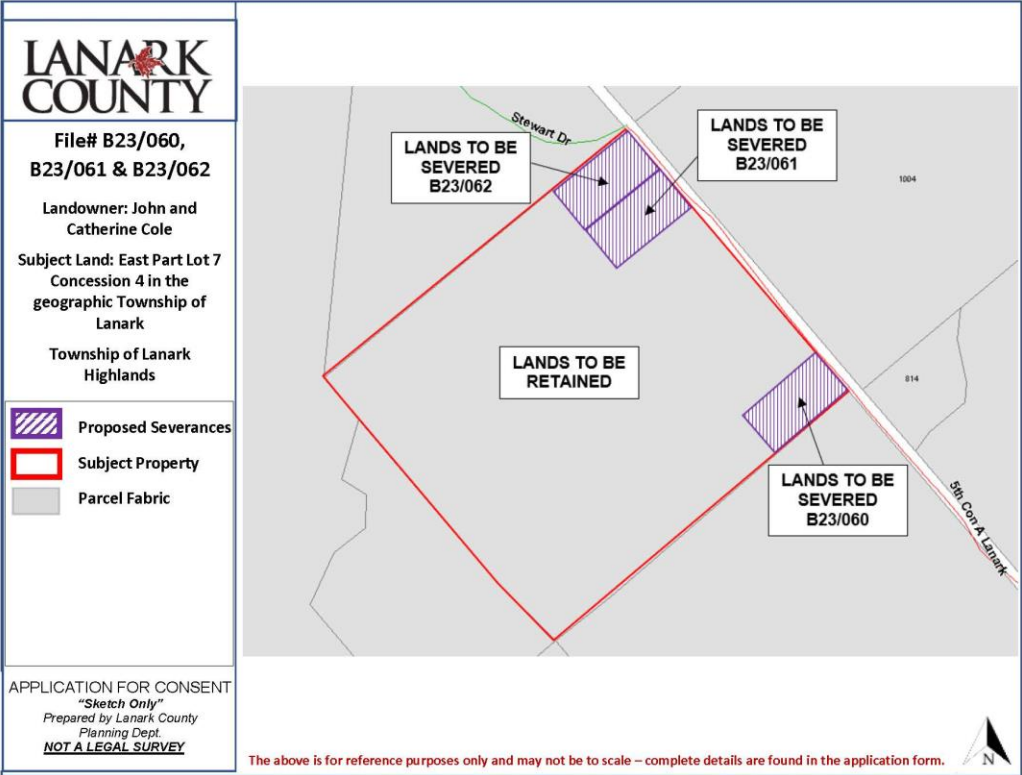 LANARK
COUNTY
File# B23/060,
B23/061 & B23/062
Landowner: John and
Catherine Cole
Subject Land: East Part Lot 7
Concession 4 in the
geographic Township of
Lanark
Township of Lanark
Highlands
Proposed Severances
Subject Property
Parcel Fabric
APPLICATION FOR CONSENT
"Sketch Only"
Prepared by Lanark County
Planning Dept.
NOT A LEGAL SURVEY
Stewart Dr
LANDS TO BE
SEVERED
B23/062
LANDS TO BE
SEVERED
B23/061
1004
LANDS TO BE
RETAINED
814
LANDS TO BE
SEVERED
B23/060
5th Con A Lanark
The above is for reference purposes only and may not be to scale – complete details are found in the application form.
N